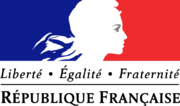 Liberté • Égalité • Fraternité
RÉPUBLIQUE FRANÇAISE